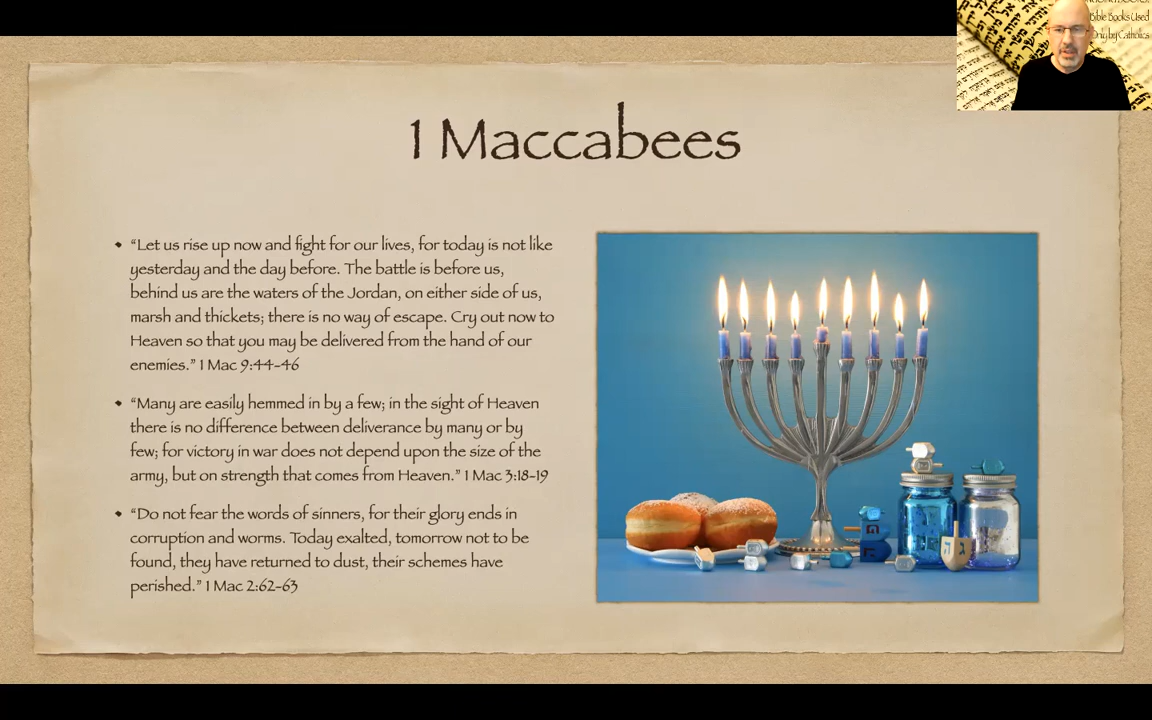 Bible Books Used
Only by Catholics
1 Maccabees
• “Let us rise up now and fight for our lives, for today is not like
yesterday and the day before. The battle is before us,
behind us are the waters of the Jordan, on either side of us,
marsh and thickets; there is no way of escape. Cry out now to
Heaven so that you may be delivered from the hand of our
enemies.” 1 Mac 9:44-46
• “Many are easily hemmed in by a few; in the sight of Heaven
there is no difference between deliverance by many or by
few; for victory in war does not depend upon the size of the
army, but on strength that comes from Heaven.” 1 Mac 3:18-19
• “Do not fear the words of sinners, for their glory ends in
corruption and worms. Today exalted, tomorrow not to be
found, they have returned to dust, their schemes have
perished.” 1 Mac 2:62-63
ה
ג